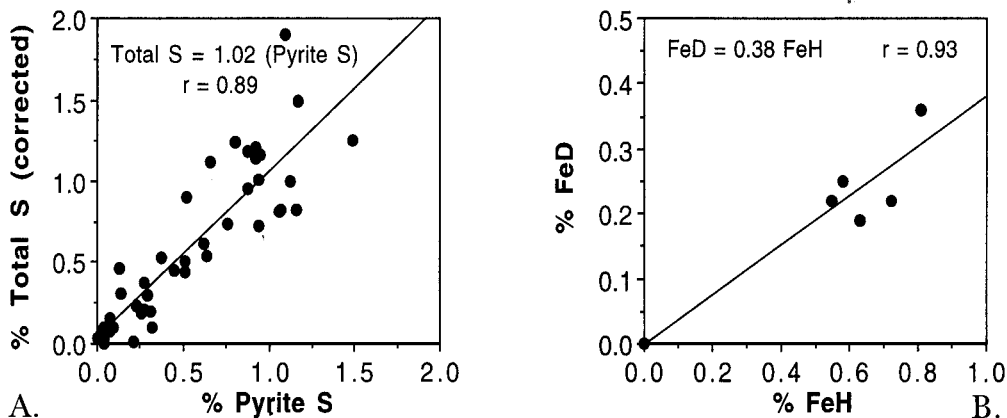 % Total S (corrected)
2.0
1.5
1.0
0.5
0.0
Total S = 1.02 (Pyrite S)
r = 0.89
0.0 0.5 1.0 1.5 2.0
% Pyrite S
A.
% FeD
0.5
0.4
0.3
0.2
0.1
0.0
FeD = 0.38 FeH r = 0.93
0.0 0.2 0.4 0.6 0.8 1.0
% FeH
B.